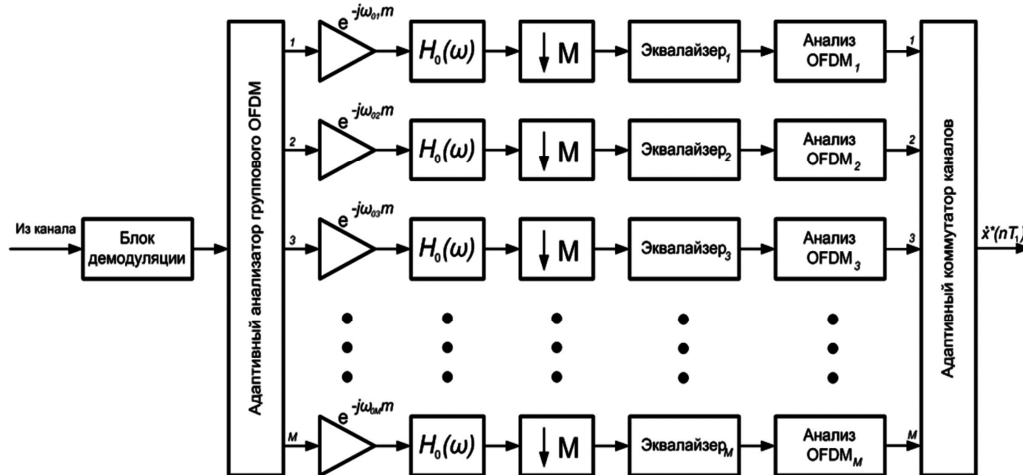 e^-jω₀₁m
1
H₀(ω)
↓ M
Эквалайзер₁
Анализ
OFDM₁
1
e^-jω₀₂m
2
H₀(ω)
↓ M
Эквалайзер₂
Анализ
OFDM₂
2
e^-jω₀₃m
3
H₀(ω)
↓ M
Эквалайзер₃
Анализ
OFDM₃
3
Из канала
Блок
демодуляции
Адаптивный анализатор группового OFDM
Адаптивный коммутатор каналов
ẋ*(nT₁)
e^-jω₀Mm
M
H₀(ω)
↓ M
ЭквалайзерM
Анализ
OFDMM
M